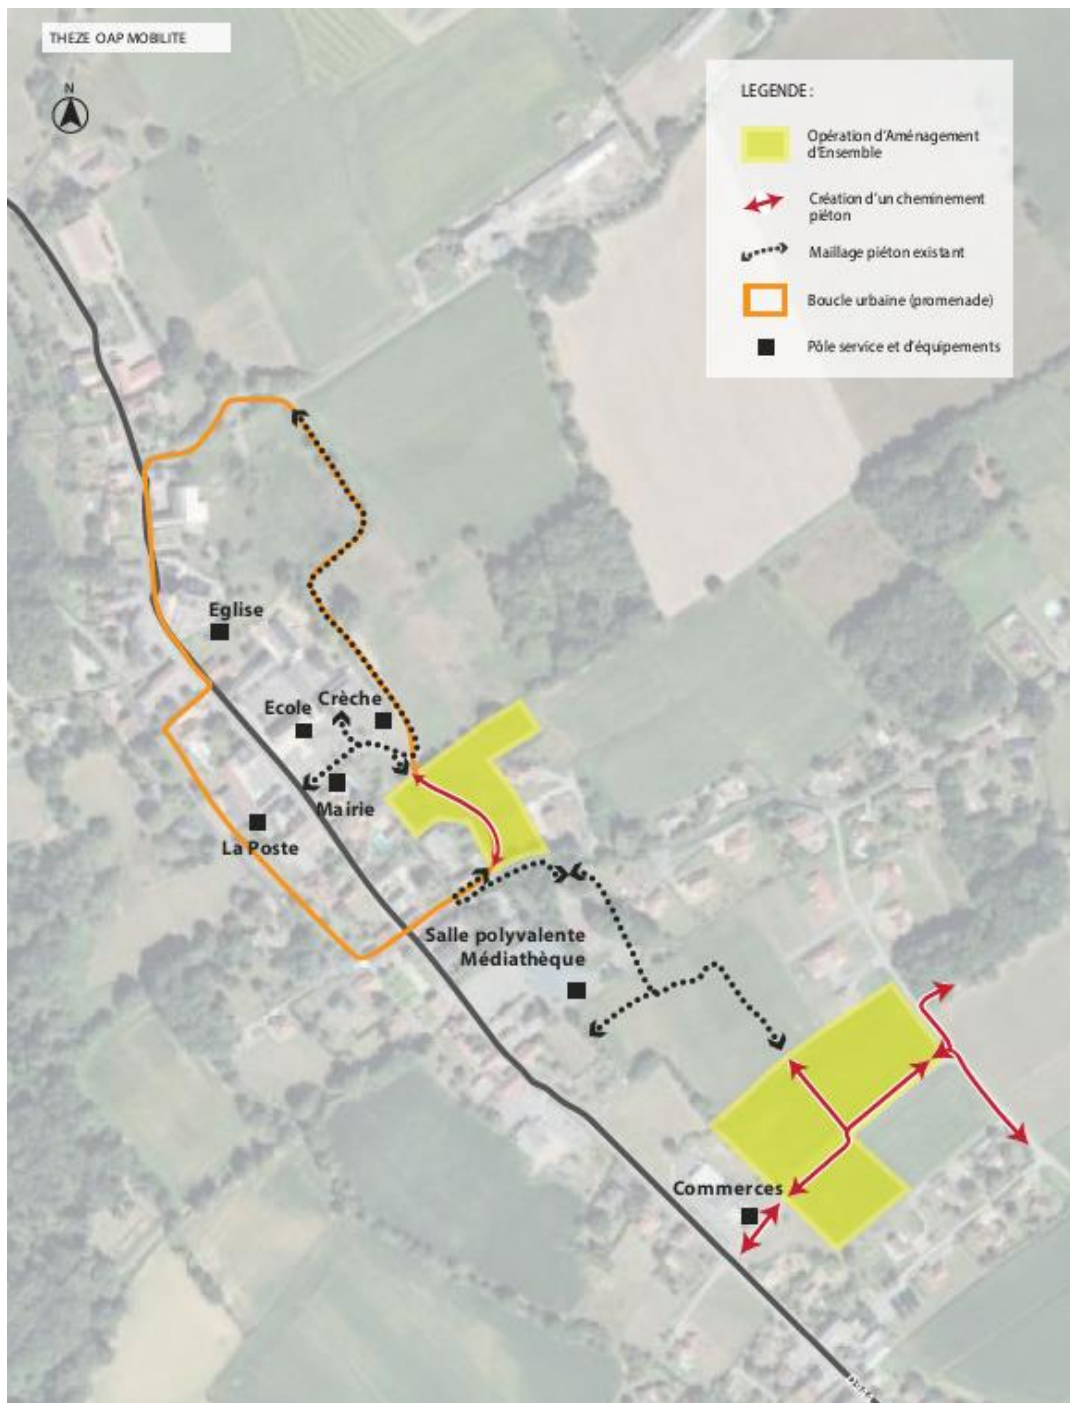 THEZE OAP MOBILITE
N
LEGENDE :
Opération d'Aménagement
d'Ensemble
Création d'un cheminement
piéton
Maillage piéton existant
Boucle urbaine (promenade)
Pôle service et d'équipements
Eglise
Crèche
Ecole
Mairie
La Poste
Salle polyvalente
Médiathèque
Commerces